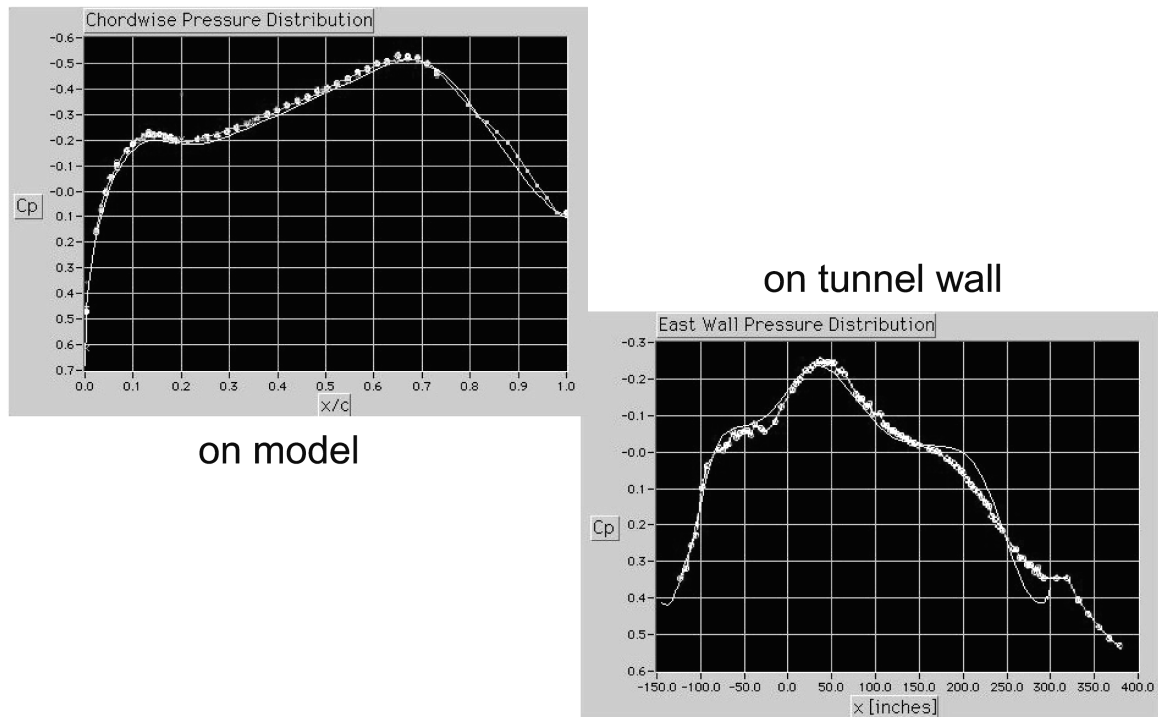 Chordwise Pressure Distribution
-0.6
-0.5
-0.4
-0.3
-0.2
-0.1
-0.0
0.1
0.2
0.3
0.4
0.5
0.6
0.7
Cp
0.0 0.1 0.2 0.3 0.4 0.5 0.6 0.7 0.8 0.9 1.0
x/c
on model
on tunnel wall
East Wall Pressure Distribution
-0.3
-0.2
-0.1
-0.0
0.1
0.2
0.3
0.4
0.5
0.6
Cp
-150.0 -100.0 -50.0 0.0 50.0 100.0 150.0 200.0 250.0 300.0 350.0 400.0
x [inches]